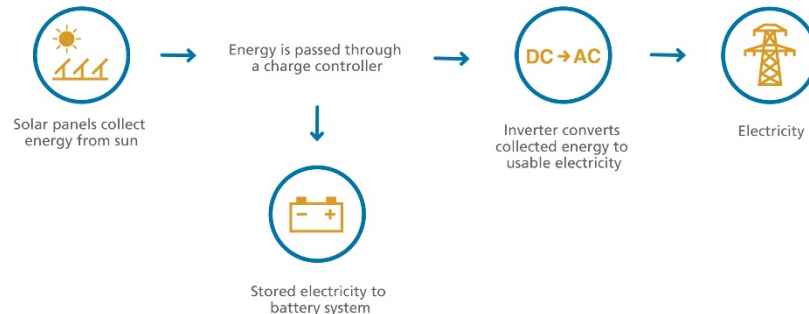 Energy is passed through
a charge controller
DC → AC
Solar panels collect
energy from sun
Inverter converts
collected energy to
usable electricity
Electricity
− +
Stored electricity to
battery system